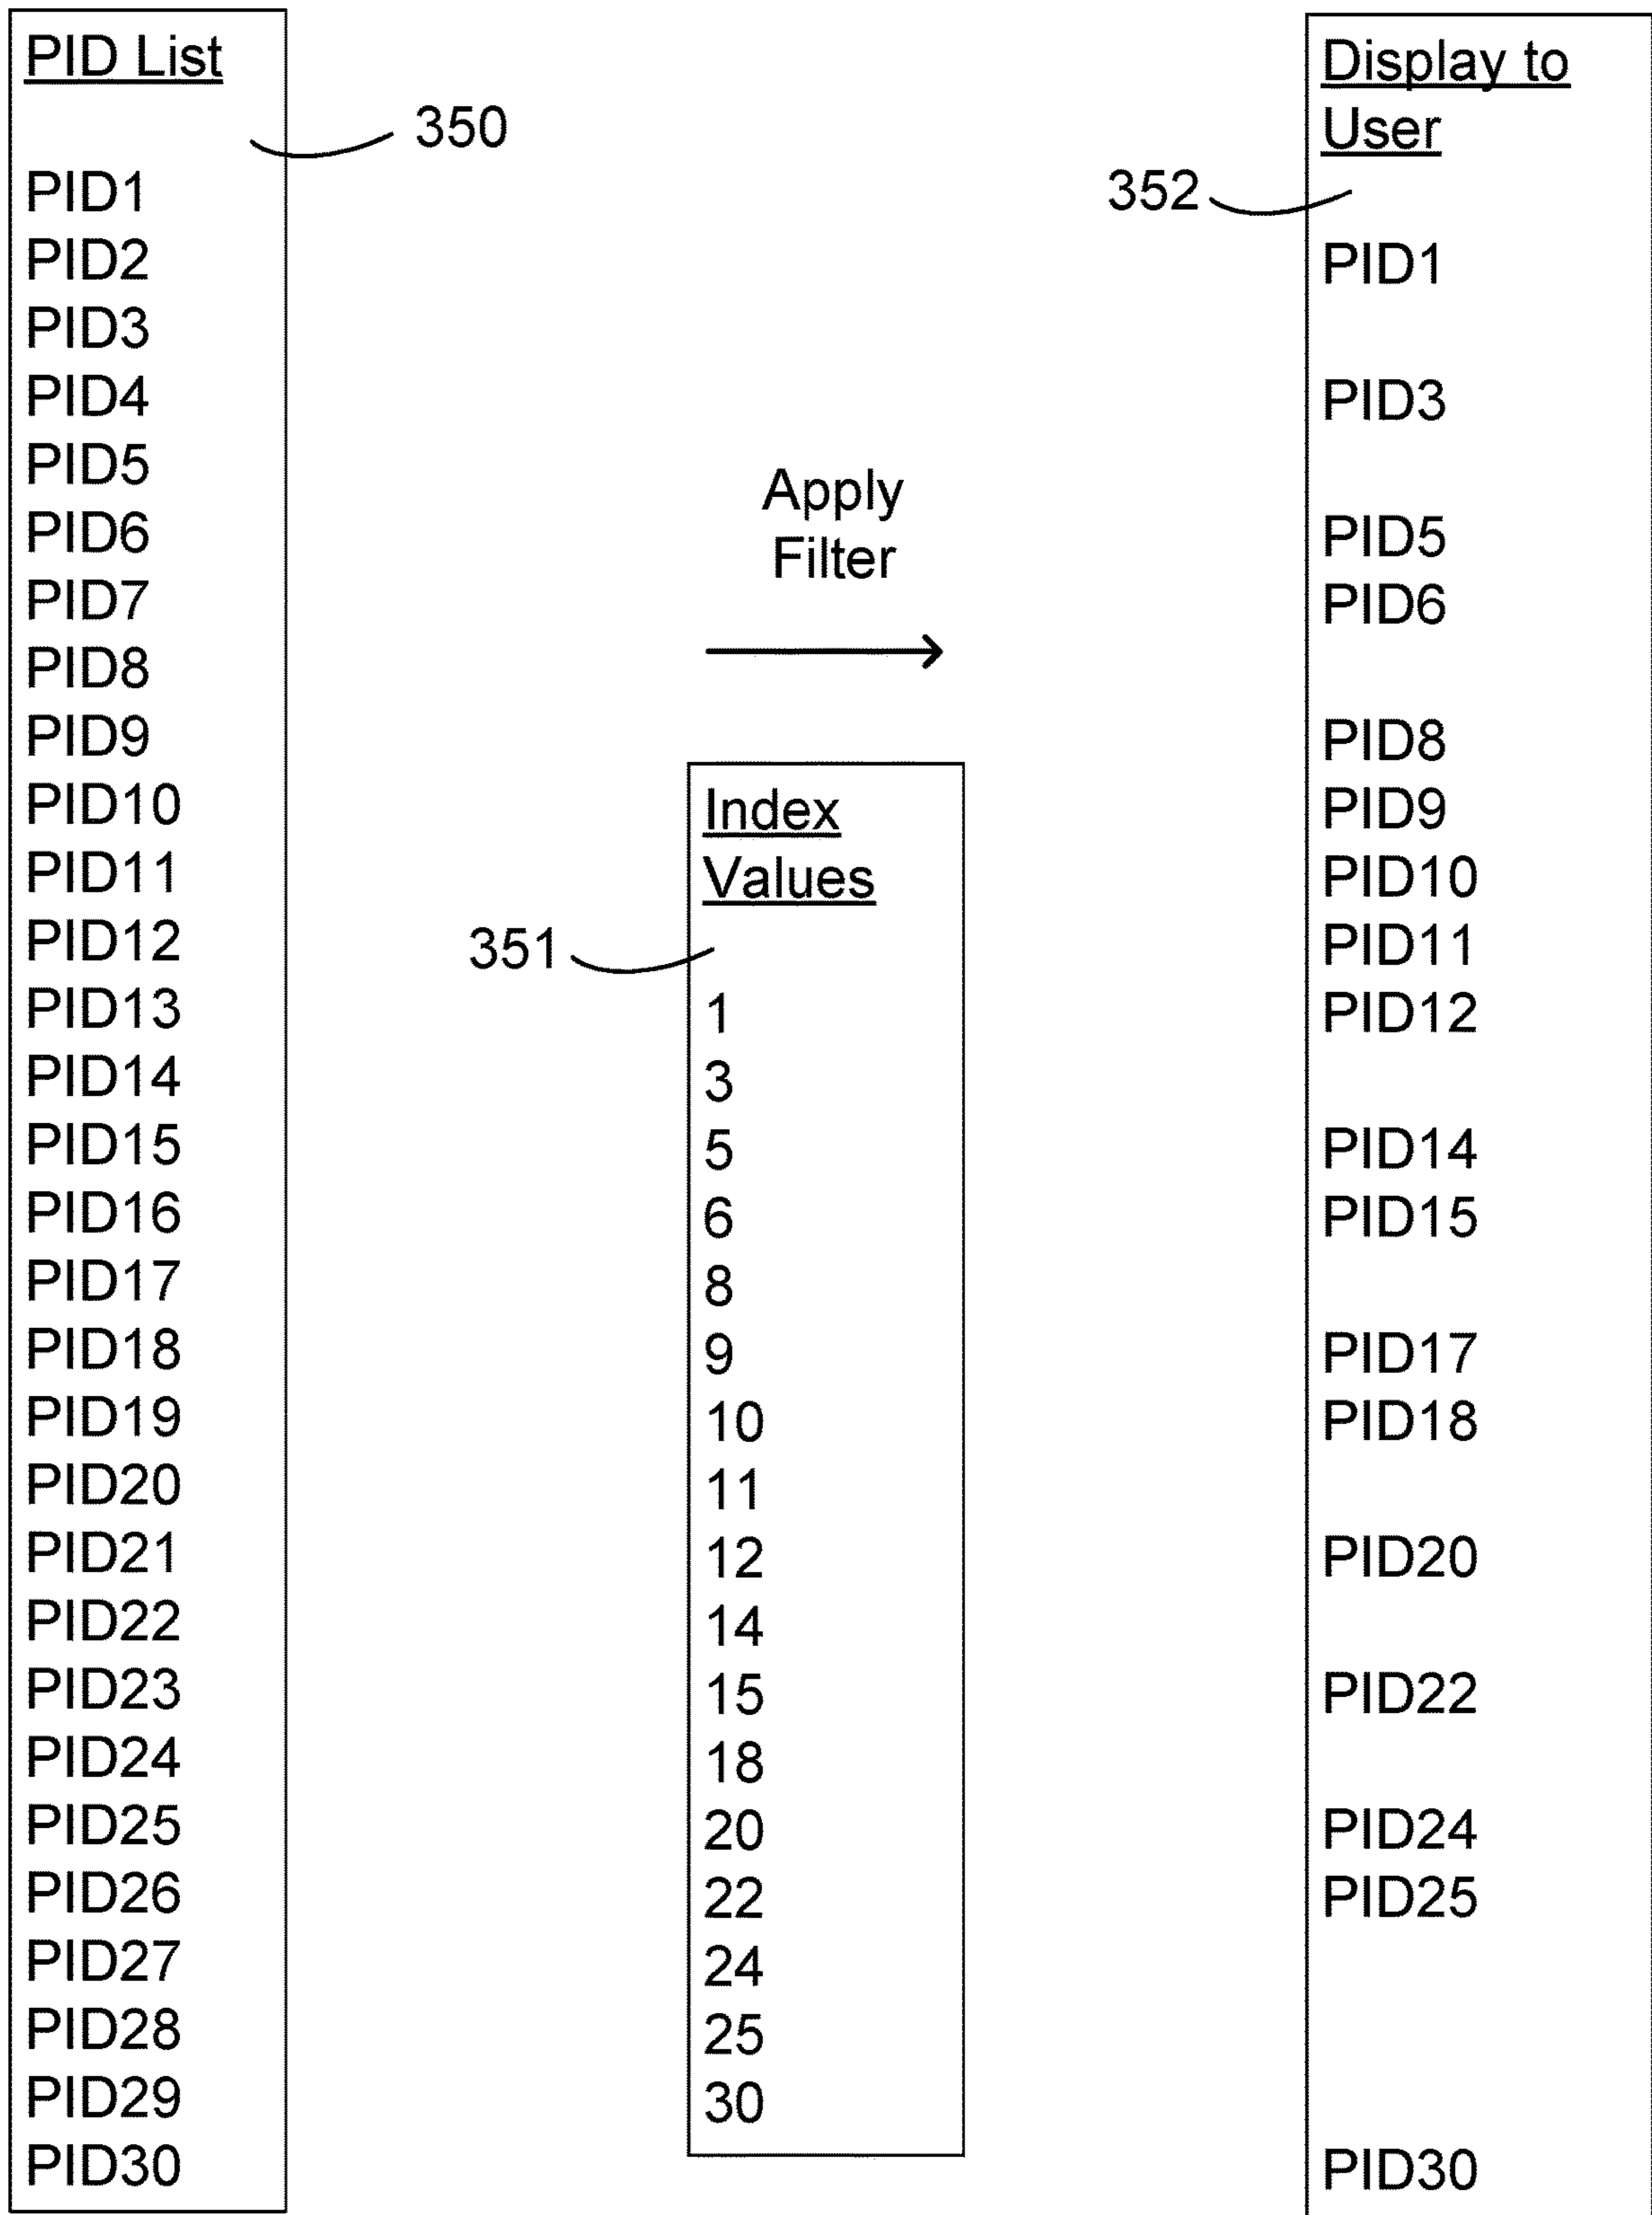 PID List
350
PID1
PID2
PID3
PID4
PID5
PID6
PID7
PID8
PID9
PID10
PID11
PID12
PID13
PID14
PID15
PID16
PID17
PID18
PID19
PID20
PID21
PID22
PID23
PID24
PID25
PID26
PID27
PID28
PID29
PID30
Apply
Filter
Index
Values
351
1
3
5
6
8
9
10
11
12
14
15
18
20
22
24
25
30
Display to
User
352
PID1
PID3
PID5
PID6
PID8
PID9
PID10
PID11
PID12
PID14
PID15
PID17
PID18
PID20
PID22
PID24
PID25
PID30